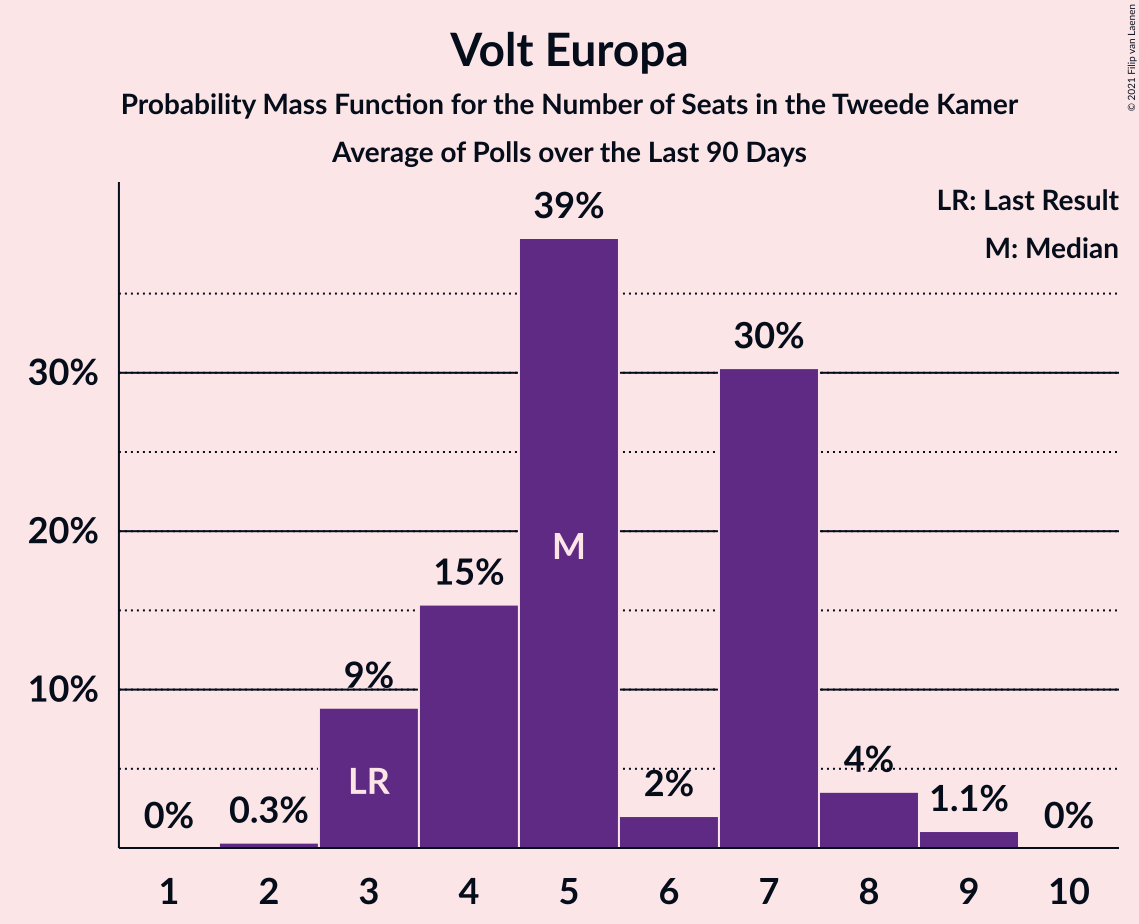 Volt Europa
Probability Mass Function for the Number of Seats in the Tweede Kamer
Average of Polls over the Last 90 Days
© 2021 Filip van Laenen
LR: Last Result
M: Median
39%
30%
30%
20%
M
15%
10%
9%
LR
4%
2%
1.1%
0.3%
0%
0%
1 2 3 4 5 6 7 8 9 10